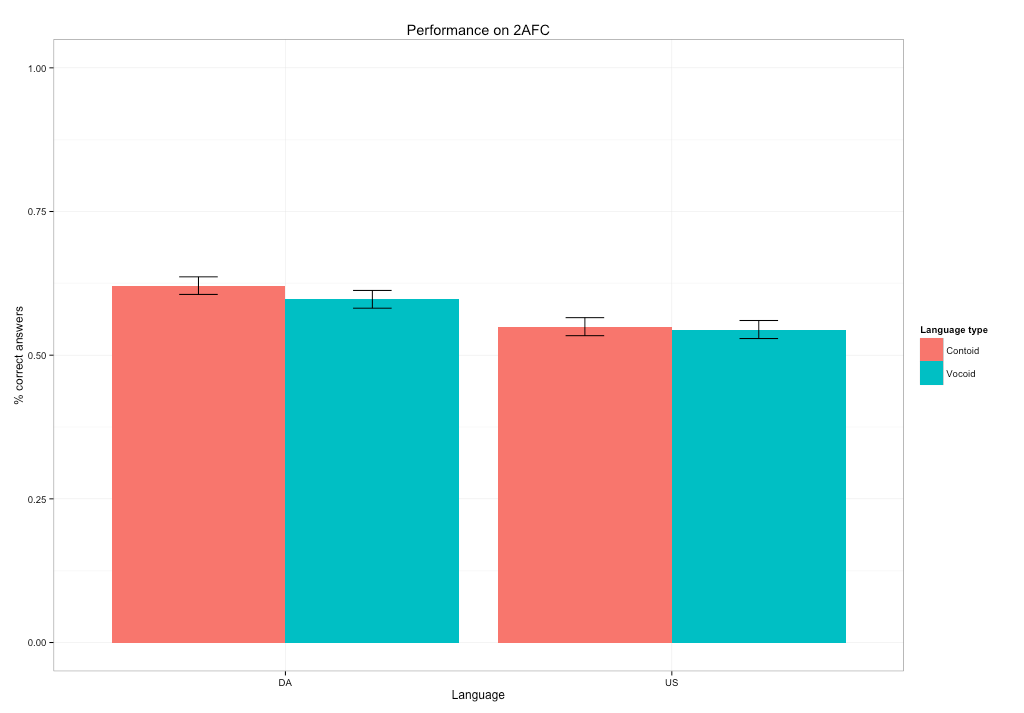 Performance on 2AFC
% correct answers
1.00
0.75
0.50
0.25
0.00
DA
US
Language
Language type
Contoid
Vocoid